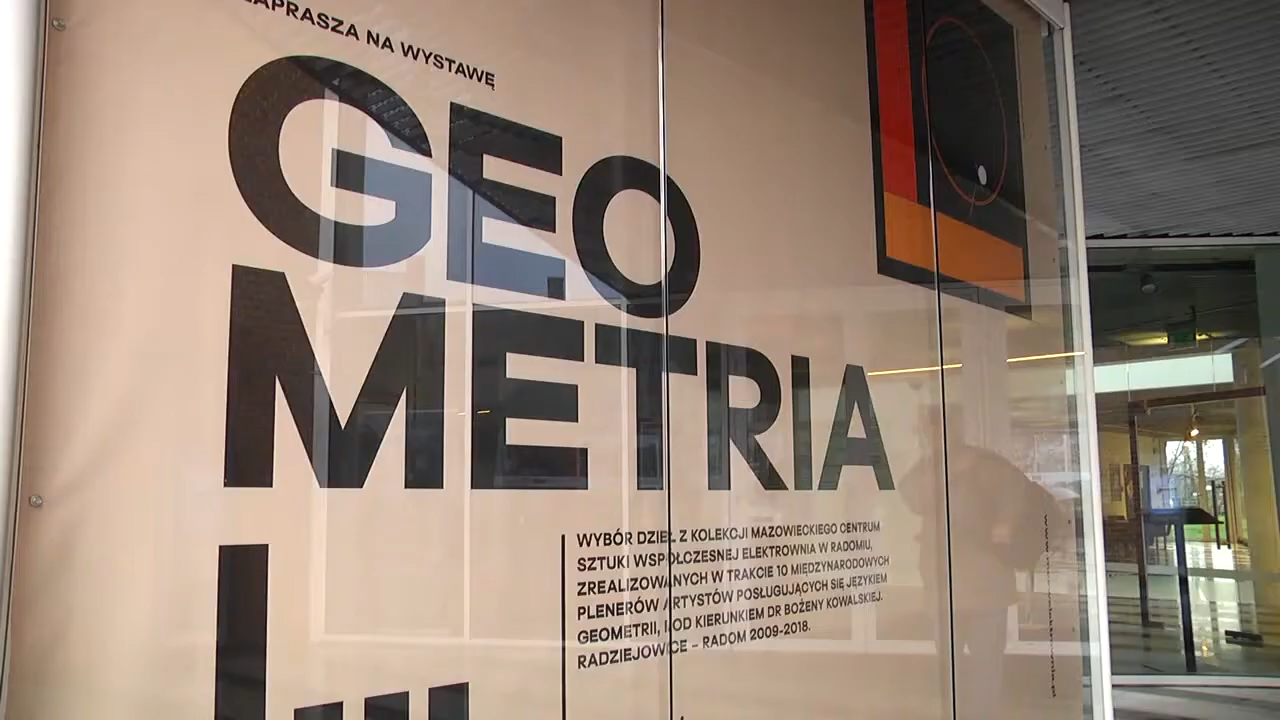 ZAPRASZA NA WYSTAWĘ
GEO
METRIA
WYBÓR DZIEŁ Z KOLEKCJI MAZOWIECKIEGO CENTRUM
SZTUKI WSPÓŁCZESNEJ ELEKTROWNIA W RADOMIU,
ZREALIZOWANYCH W TRAKCIE 10 MIĘDZYNARODOWYCH
PLENERÓW ARTYSTÓW POSŁUGUJĄCYCH SIĘ JĘZYKIEM
GEOMETRII, POD KIERUNKIEM DR BOŻENY KOWALSKIEJ.
RADZIEJOWICE – RADOM 2009-2018.